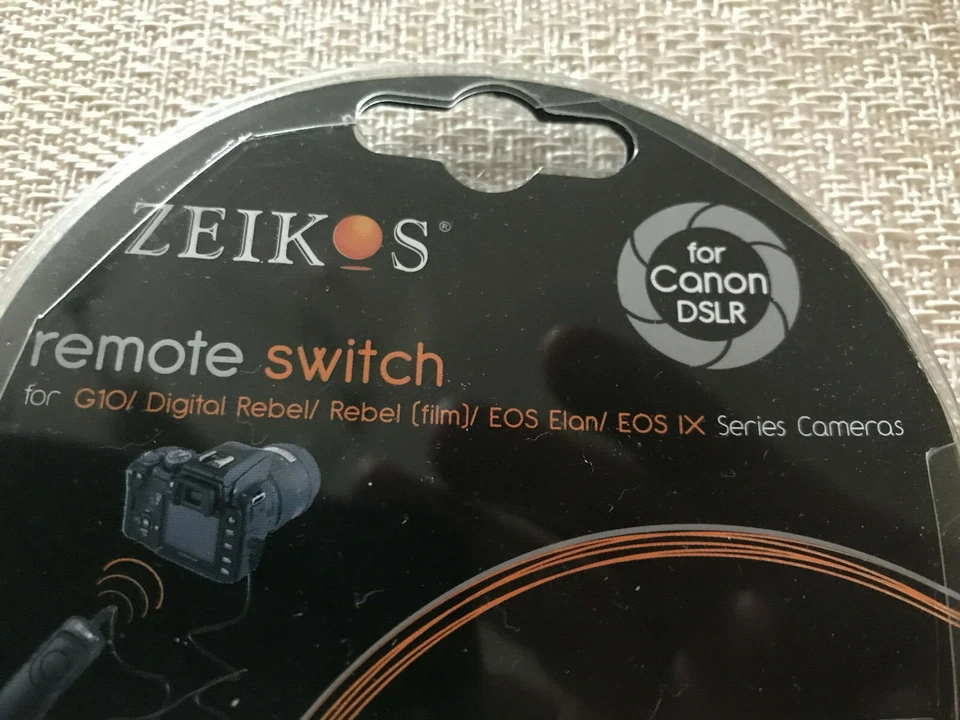 ZEIKOS®
for
Canon
DSLR
remote switch
for G10/ Digital Rebel/ Rebel (film)/ EOS Elan/ EOS IX Series Cameras